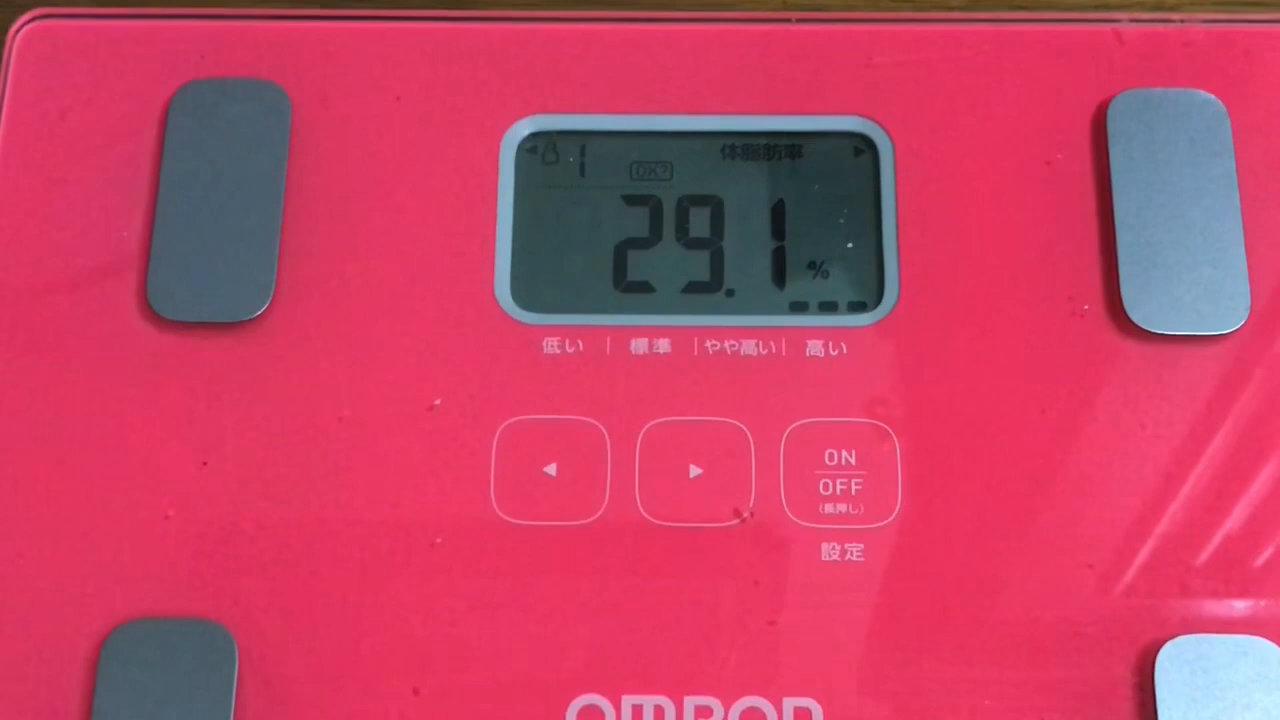 1 体脂肪率
OK?
29.1 %
低い | 標準 | やや高い | 高い
◀ ▶ ON
OFF
(長押し)
設定
OMRON